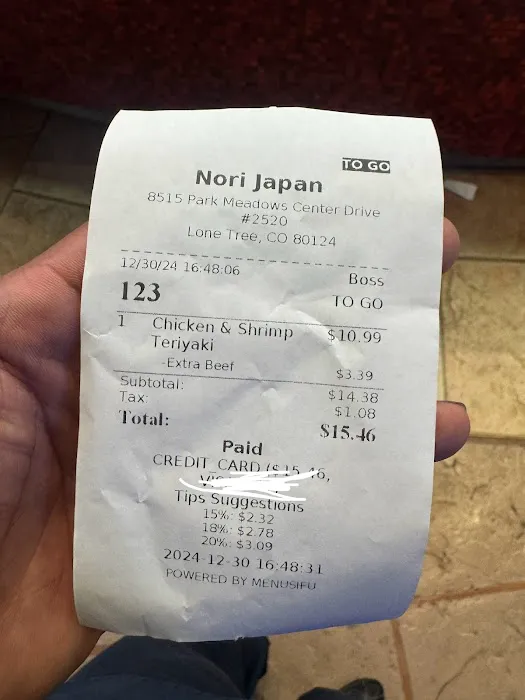 TO GO
Nori Japan
8515 Park Meadows Center Drive
#2520
Lone Tree, CO 80124
12/30/24 16:48:06 Boss
123 TO GO
1 Chicken & Shrimp $10.99
Teriyaki
-Extra Beef $3.39
Subtotal: $14.38
Tax: $1.08
Total: $15.46
Paid
CREDIT_CARD ($15.46,
Tips Suggestions
15%: $2.32
18%: $2.78
20%: $3.09
2024-12-30 16:48:31
POWERED BY MENUSIFU